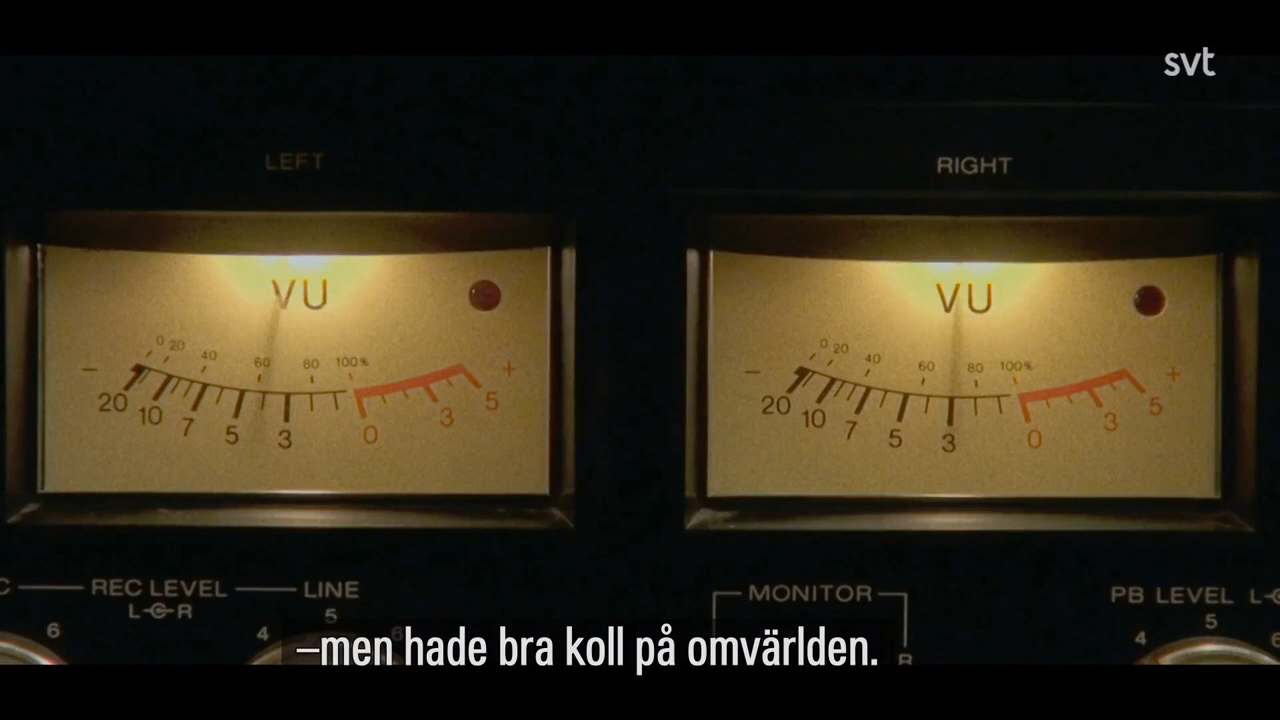 svt
LEFT
RIGHT
VU
VU
− 0 20 40 60 80 100% +
20 10 7 5 3 0 3 5
− 0 20 40 60 80 100% +
20 10 7 5 3 0 3 5
C REC LEVEL LINE
L R
6 4 5 6
MONITOR
R
PB LEVEL L
4 5 6
–men hade bra koll på omvärlden.